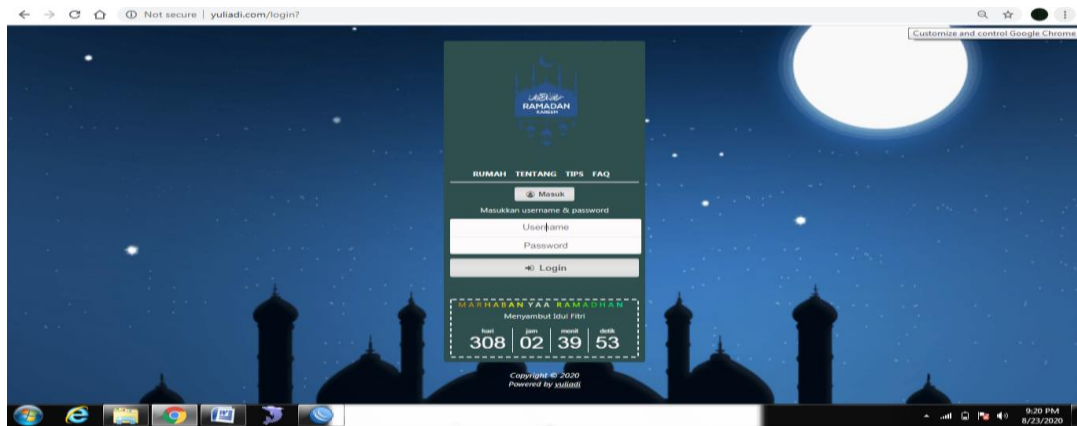 Not secure | yuliadi.com/login?
Customize and control Google Chrome
RAMADAN
KAREEM
RUMAH TENTANG TIPS FAQ
Masuk
Masukkan username & password
Username
Password
Login
MARHABAN YAA RAMADHAN
Menyambut Idul Fitri
hari jam menit detik
308 02 39 53
Copyright © 2020
Powered by yuliadi
9:20 PM
8/23/2020